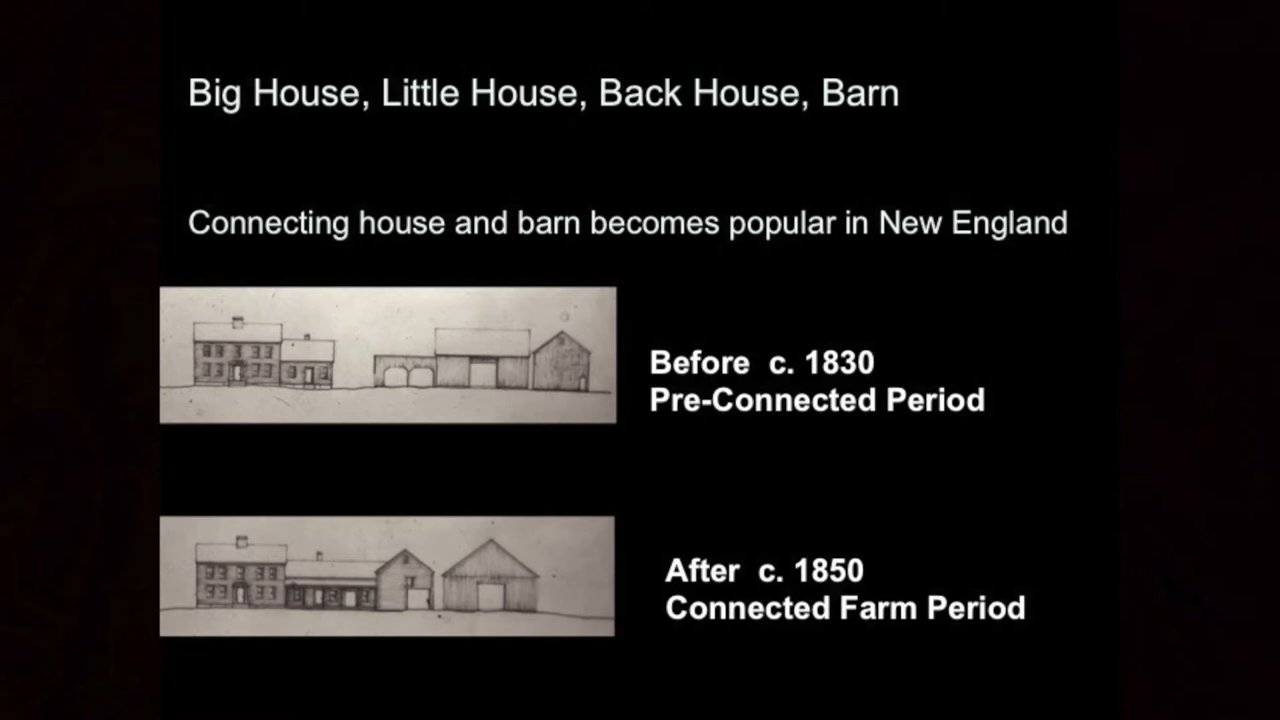 Big House, Little House, Back House, Barn
Connecting house and barn becomes popular in New England
Before c. 1830
Pre-Connected Period
After c. 1850
Connected Farm Period